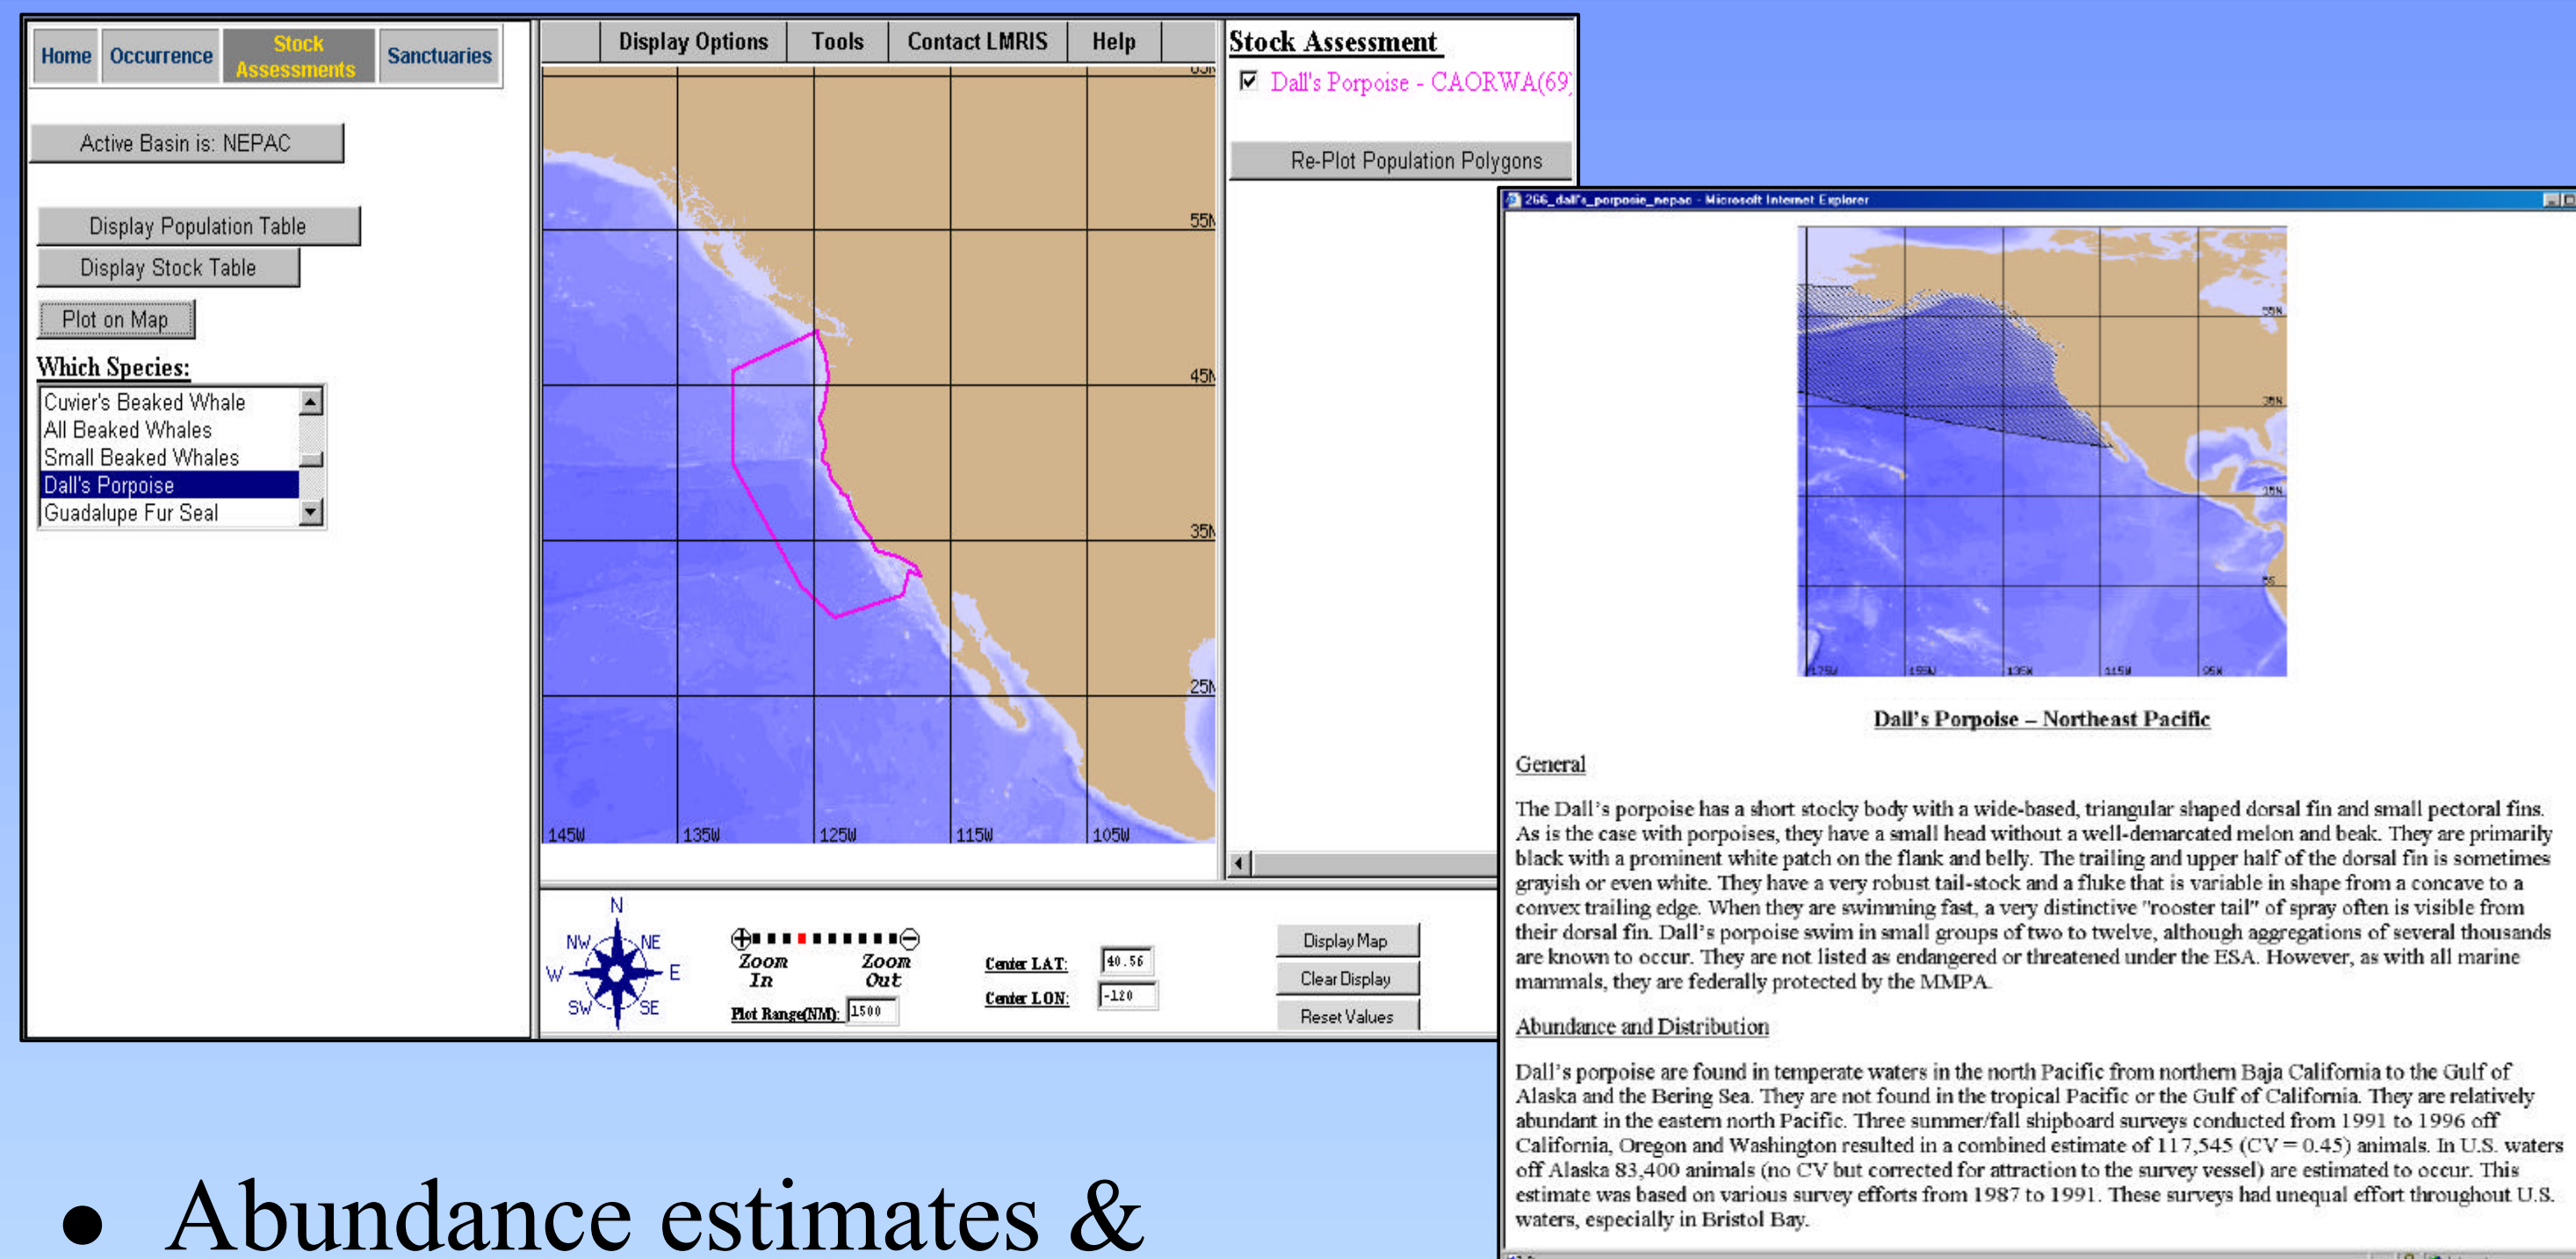 Home Occurrence Stock Assessments Sanctuaries
Active Basin is: NEPAC
Display Population Table
Display Stock Table
Plot on Map
Which Species:
Cuvier's Beaked Whale
All Beaked Whales
Small Beaked Whales
Dall's Porpoise
Guadalupe Fur Seal
Display Options Tools Contact LMRIS Help
55N
45N
35N
25N
145W 135W 125W 115W 105W
Stock Assessment
Dall's Porpoise - CAORWA(69)
Re-Plot Population Polygons
N
NW NE
W E
SW SE
Zoom In Zoom Out
Plot Range(NM): 1500
Center LAT: 40.56
Center LON: -120
Display Map
Clear Display
Reset Values
266_dall's_porposie_nepac - Microsoft Internet Explorer
55N
35N
15N
5S
175W 155W 135W 115W 95W
Dall's Porpoise – Northeast Pacific
General
The Dall's porpoise has a short stocky body with a wide-based, triangular shaped dorsal fin and small pectoral fins.
As is the case with porpoises, they have a small head without a well-demarcated melon and beak. They are primarily
black with a prominent white patch on the flank and belly. The trailing and upper half of the dorsal fin is sometimes
grayish or even white. They have a very robust tail-stock and a fluke that is variable in shape from a concave to a
convex trailing edge. When they are swimming fast, a very distinctive "rooster tail" of spray often is visible from
their dorsal fin. Dall's porpoise swim in small groups of two to twelve, although aggregations of several thousands
are known to occur. They are not listed as endangered or threatened under the ESA. However, as with all marine
mammals, they are federally protected by the MMPA.
Abundance and Distribution
Dall's porpoise are found in temperate waters in the north Pacific from northern Baja California to the Gulf of
Alaska and the Bering Sea. They are not found in the tropical Pacific or the Gulf of California. They are relatively
abundant in the eastern north Pacific. Three summer/fall shipboard surveys conducted from 1991 to 1996 off
California, Oregon and Washington resulted in a combined estimate of 117,545 (CV = 0.45) animals. In U.S. waters
off Alaska 83,400 animals (no CV but corrected for attraction to the survey vessel) are estimated to occur. This
estimate was based on various survey efforts from 1987 to 1991. These surveys had unequal effort throughout U.S.
waters, especially in Bristol Bay.
● Abundance estimates &